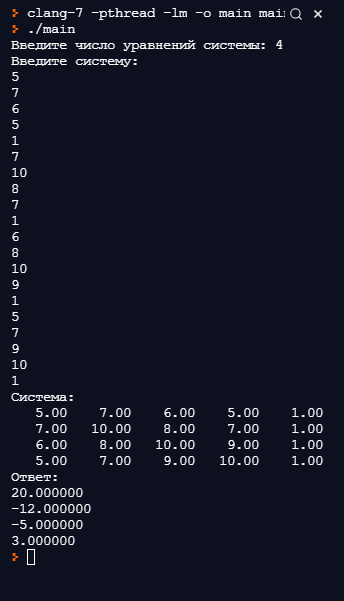 clang-7 -pthread -lm -o main mai
./main
Введите число уравнений системы: 4
Введите систему:
5
7
6
5
1
7
10
8
7
1
6
8
10
9
1
5
7
9
10
1
Система:
5.00 7.00 6.00 5.00 1.00
7.00 10.00 8.00 7.00 1.00
6.00 8.00 10.00 9.00 1.00
5.00 7.00 9.00 10.00 1.00
Ответ:
20.000000
-12.000000
-5.000000
3.000000